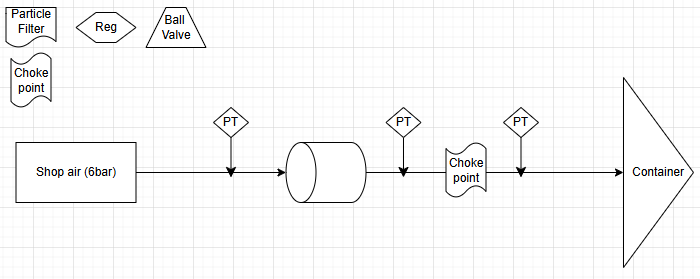 Particle
Filter
Reg
Ball
Valve
Choke
point
PT
PT
PT
Shop air (6bar)
Choke
point
Container